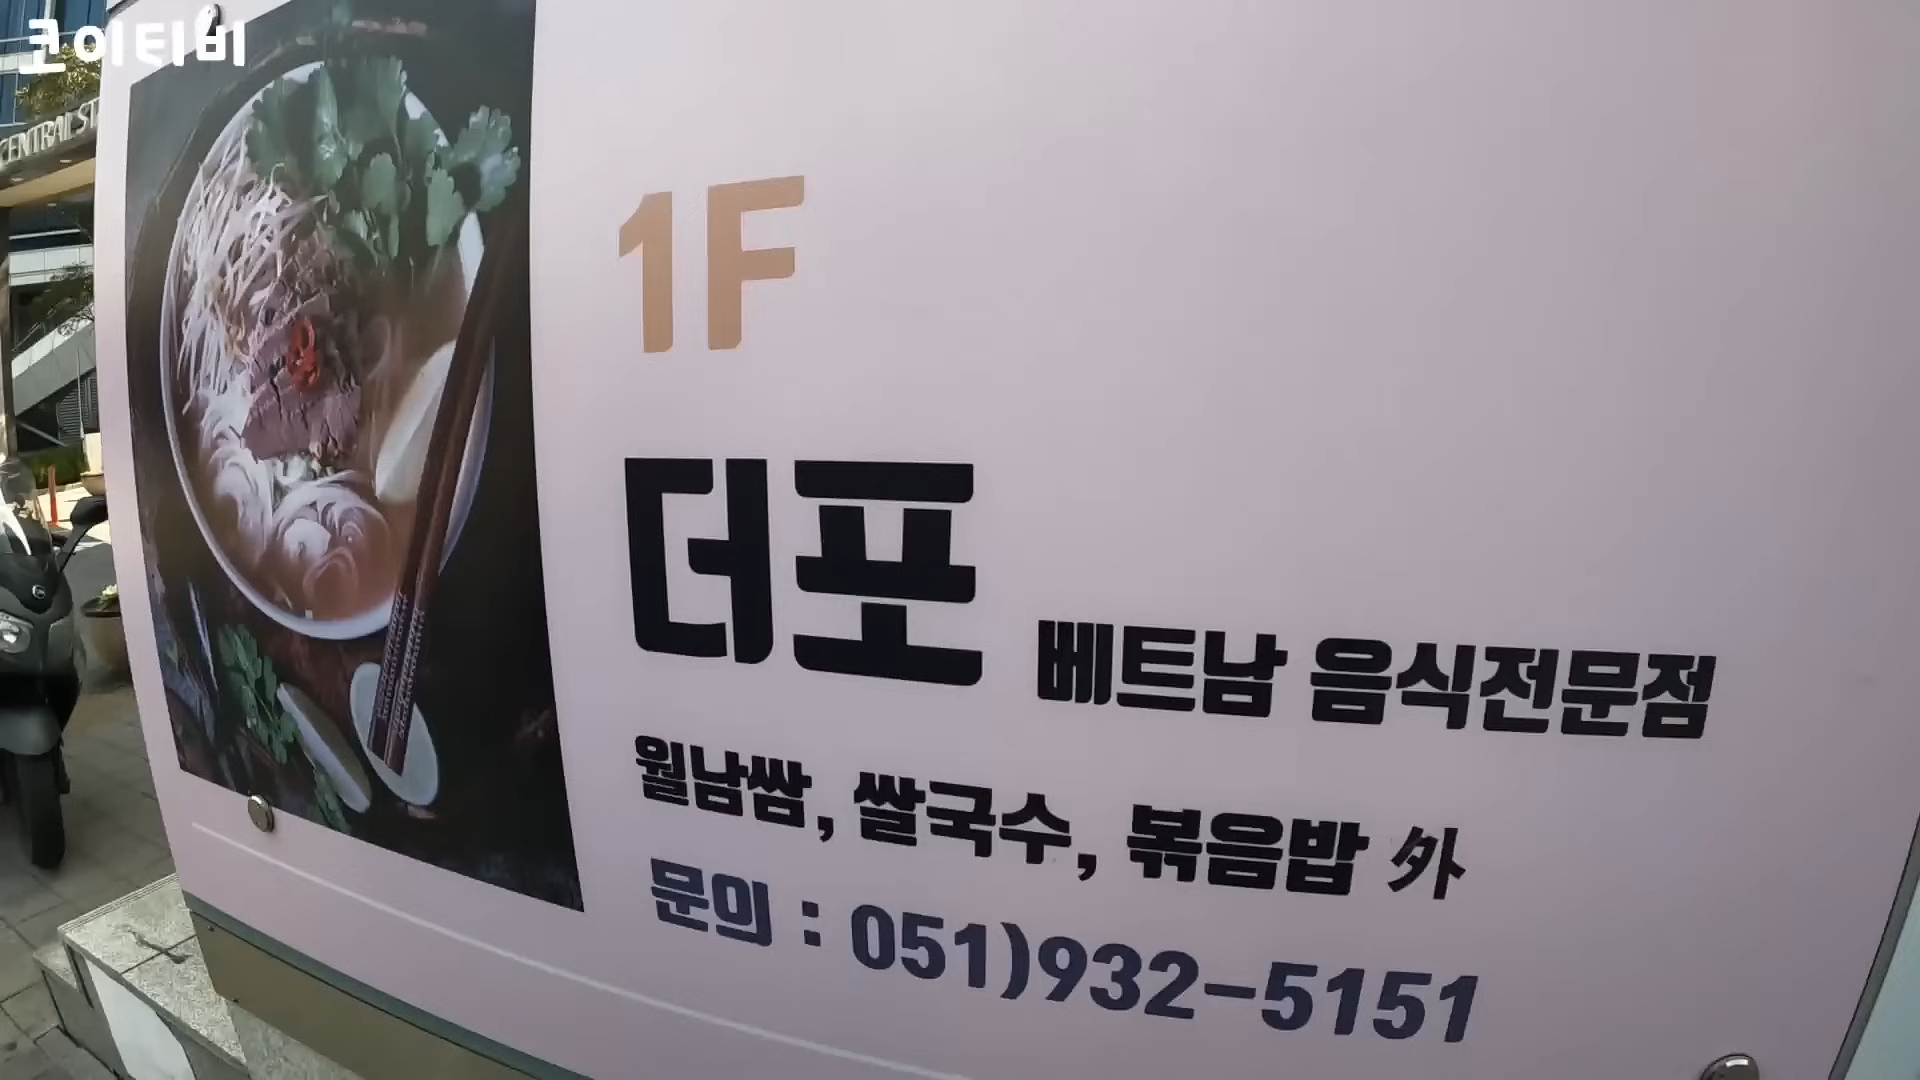 코이티비
CENTRAL S
1F
더포 베트남 음식전문점
월남쌈, 쌀국수, 볶음밥 外
문의 : 051)932-5151